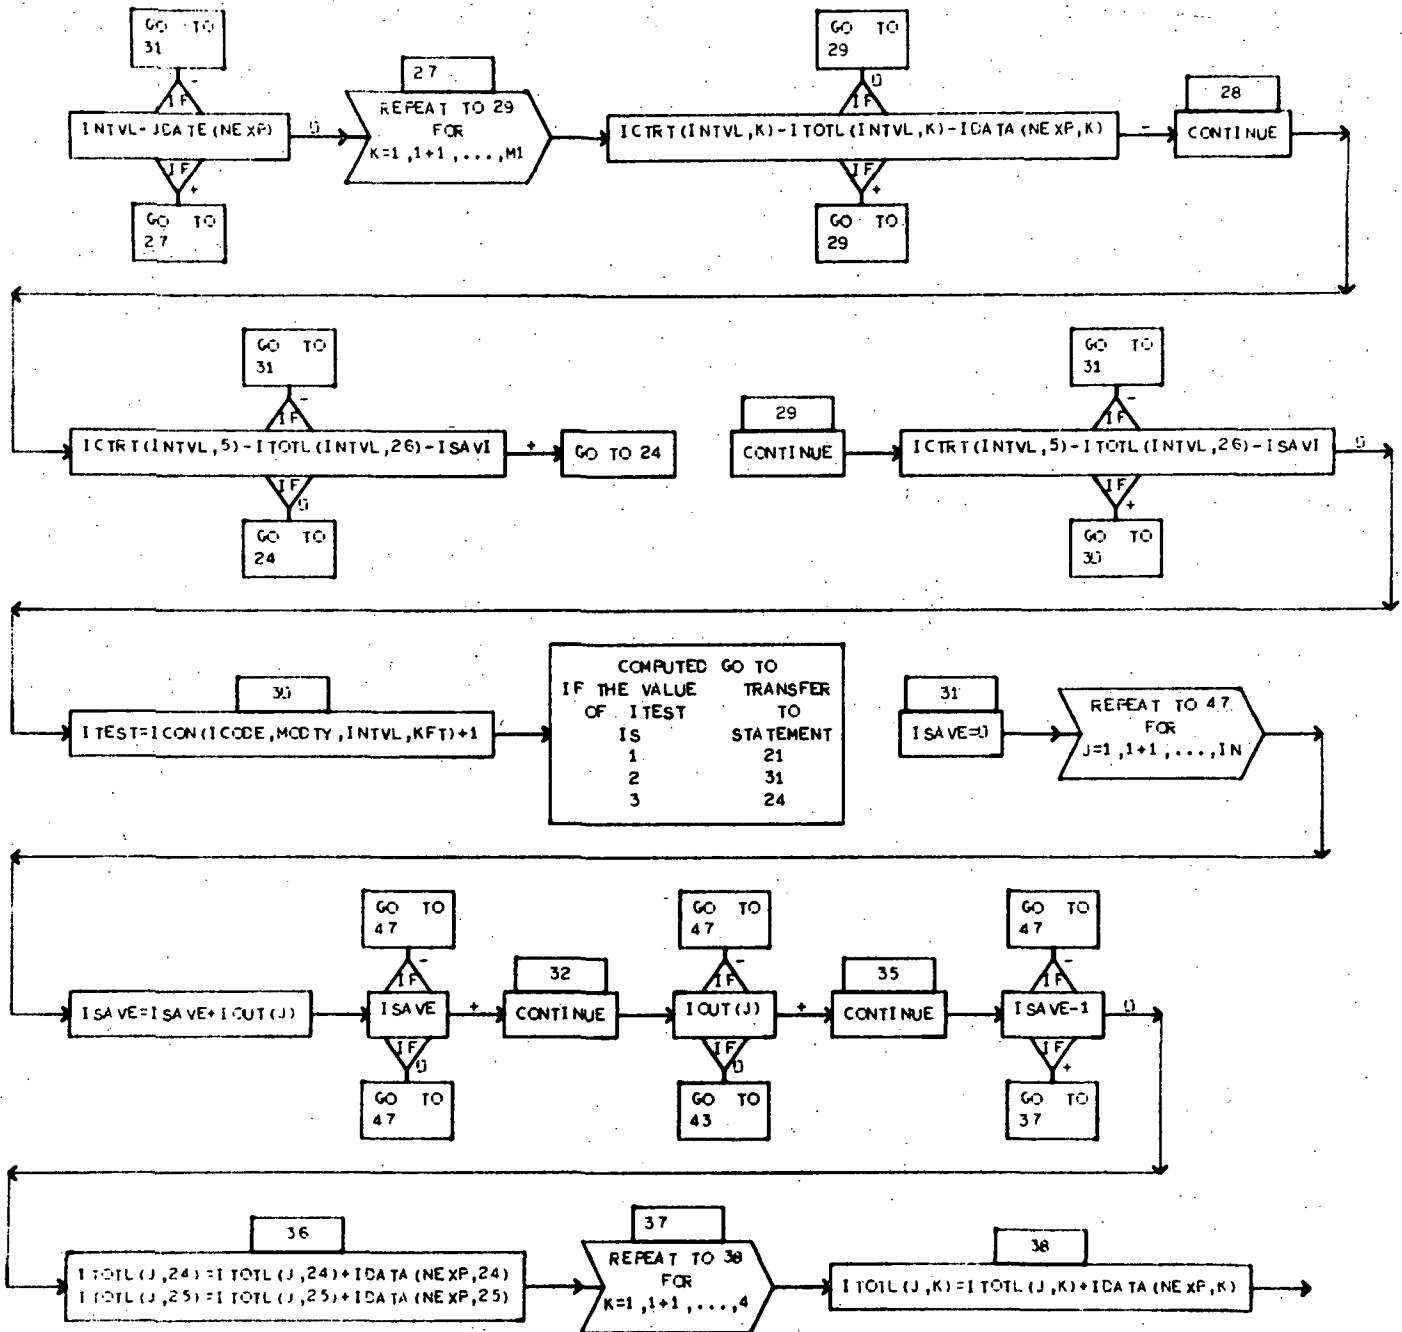 GO TO
31
-
IF
INTVL-JDATE(NEXP)
0
IF
+
GO TO
27
27
REPEAT TO 29
FOR
K=1,1+1,...,M1
GO TO
29
0
IF
ICTRT(INTVL,K)-ITOTL(INTVL,K)-IDATA(NEXP,K)
-
IF
+
GO TO
29
28
CONTINUE
GO TO
31
-
IF
ICTRT(INTVL,5)-ITOTL(INTVL,26)-ISAVI
+
GO TO 24
IF
0
GO TO
24
29
CONTINUE
GO TO
31
-
IF
ICTRT(INTVL,5)-ITOTL(INTVL,26)-ISAVI
0
IF
+
GO TO
30
30
ITEST=ICON(ICODE,MODTY,INTVL,KFT)+1
COMPUTED GO TO
IF THE VALUE TRANSFER
OF ITEST TO
IS STATEMENT
1 21
2 31
3 24
31
ISAVE=0
REPEAT TO 47
FOR
J=1,1+1,...,IN
ISAVE=ISAVE+IOUT(J)
GO TO
47
-
IF
ISAVE
+
IF
0
GO TO
47
32
CONTINUE
GO TO
47
-
IF
IOUT(J)
+
IF
0
GO TO
43
35
CONTINUE
GO TO
47
-
IF
ISAVE-1
0
IF
+
GO TO
37
36
ITOTL(J,24)=ITOTL(J,24)+IDATA(NEXP,24)
ITOTL(J,25)=ITOTL(J,25)+IDATA(NEXP,25)
37
REPEAT TO 38
FOR
K=1,1+1,...,4
38
ITOTL(J,K)=ITOTL(J,K)+IDATA(NEXP,K)